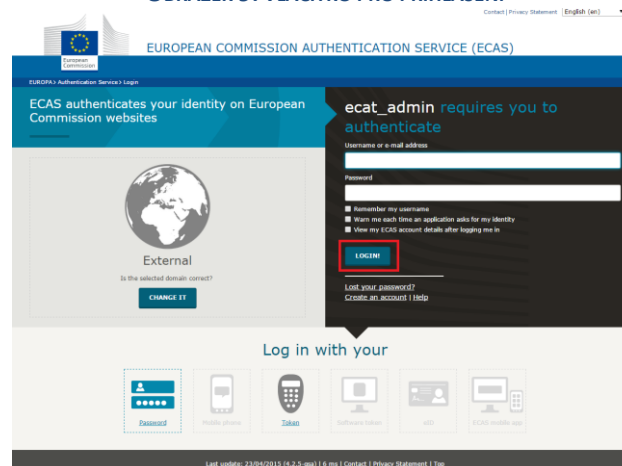 Contact | Privacy Statement
English (en)
European
Commission
EUROPEAN COMMISSION AUTHENTICATION SERVICE (ECAS)
EUROPA > Authentication Service > Login
ECAS authenticates your identity on European
Commission websites
External
Is the selected domain correct?
CHANGE IT
ecat_admin requires you to
authenticate
Username or e-mail address
Password
Remember my username
Warn me each time an application asks for my identity
View my ECAS account details after logging me in
LOGIN!
Lost your password?
Create an account | Help
Log in with your
Password
Mobile phone
Token
Software token
eID
ECAS mobile app
Last update: 23/04/2015 (4.2.5-gsa) | 6 ms | Contact | Privacy Statement | Top